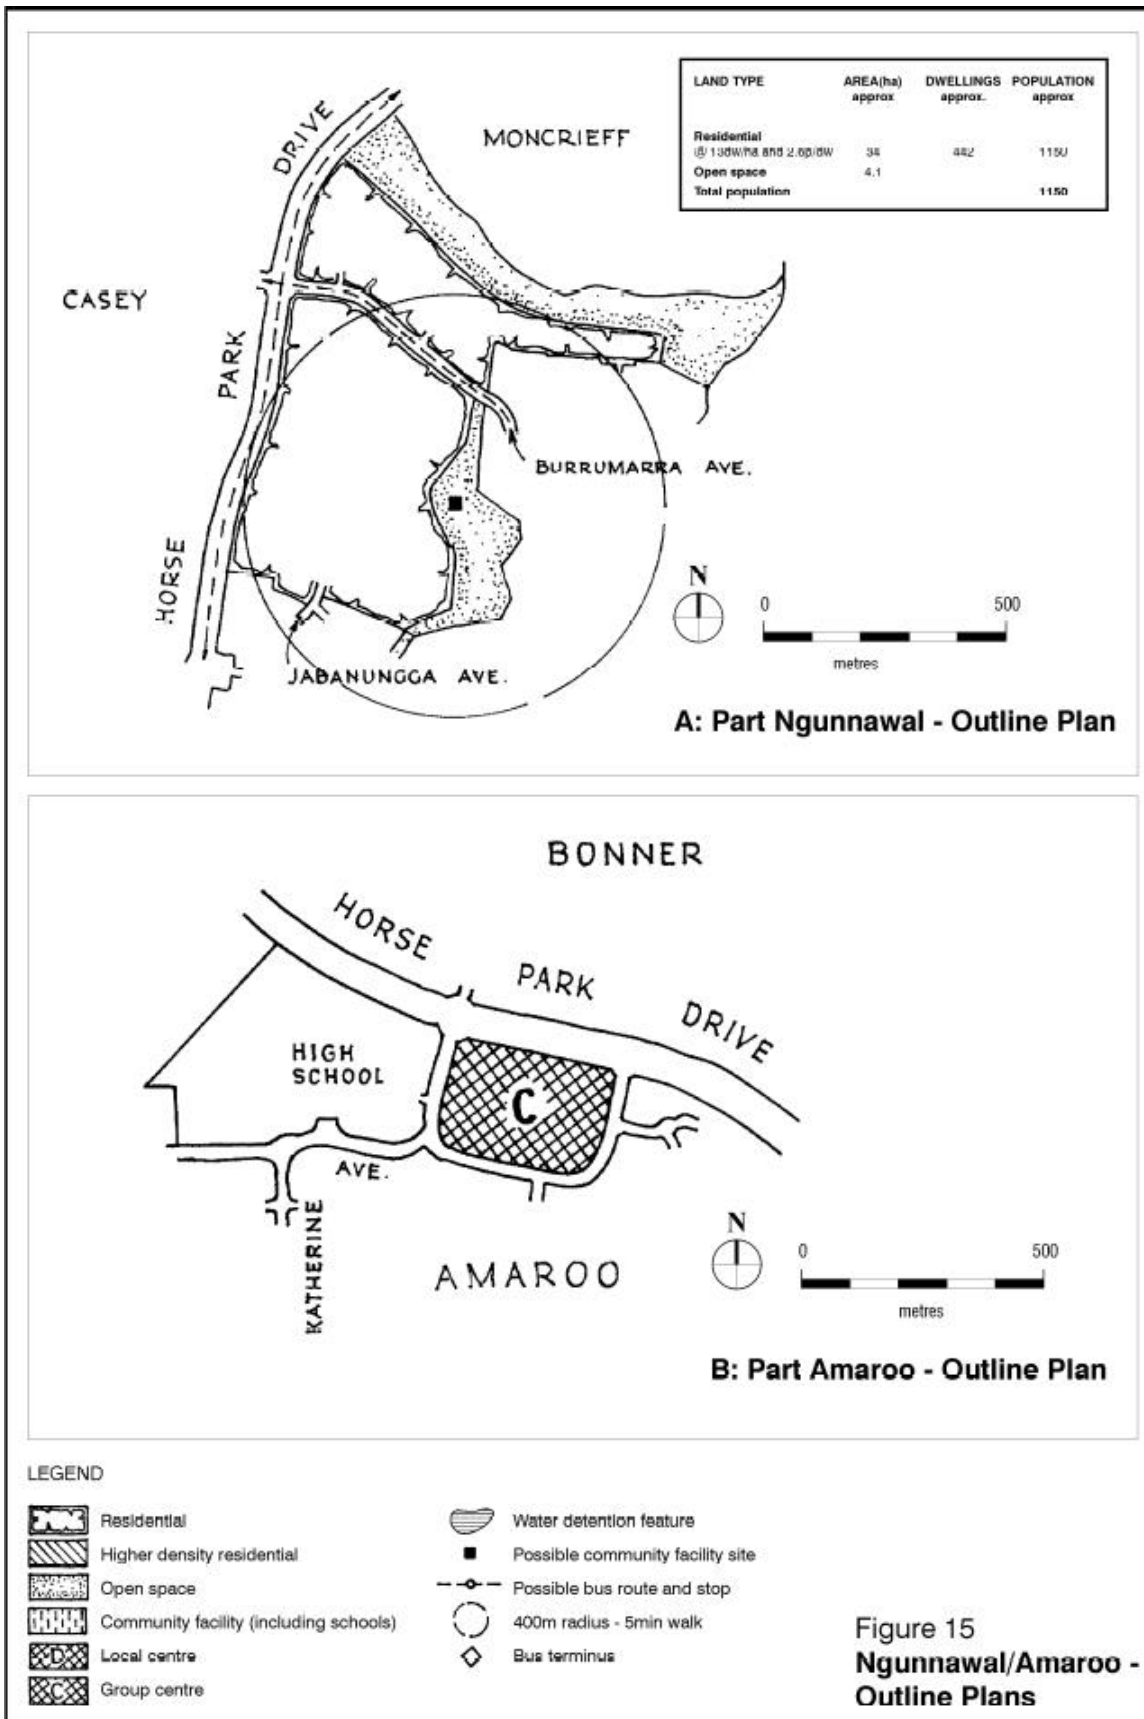 LAND TYPE AREA(ha) DWELLINGS POPULATION
approx approx. approx
Residential
@ 13dw/ha and 2.6p/dw 34 442 1150
Open space 4.1
Total population 1150
MONCRIEFF
CASEY
HORSE PARK DRIVE
BURRUMARRA AVE.
JABANUNGGA AVE.
N
0 500
metres
A: Part Ngunnawal - Outline Plan
BONNER
HORSE PARK DRIVE
HIGH
SCHOOL
C
KATHERINE AVE.
AMAROO
N
0 500
metres
B: Part Amaroo - Outline Plan
LEGEND
Residential
Higher density residential
Open space
Community facility (including schools)
D Local centre
C Group centre
Water detention feature
Possible community facility site
Possible bus route and stop
400m radius - 5min walk
Bus terminus
Figure 15
Ngunnawal/Amaroo -
Outline Plans